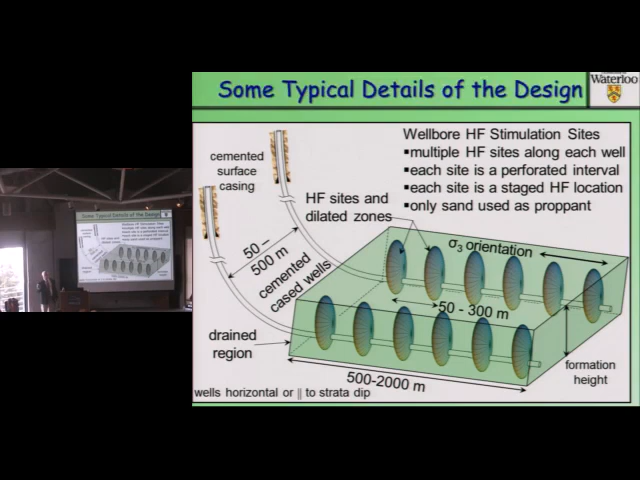 Some Typical Details of the Design
Waterloo
cemented
surface
casing
Wellbore HF Stimulation Sites
▪multiple HF sites along each well
▪each site is a perforated interval
▪each site is a staged HF location
▪only sand used as proppant
HF sites and
dilated zones
σ3 orientation
50 –
500 m
cemented
cased wells
50 - 300 m
drained
region
500-2000 m
formation
height
wells horizontal or || to strata dip